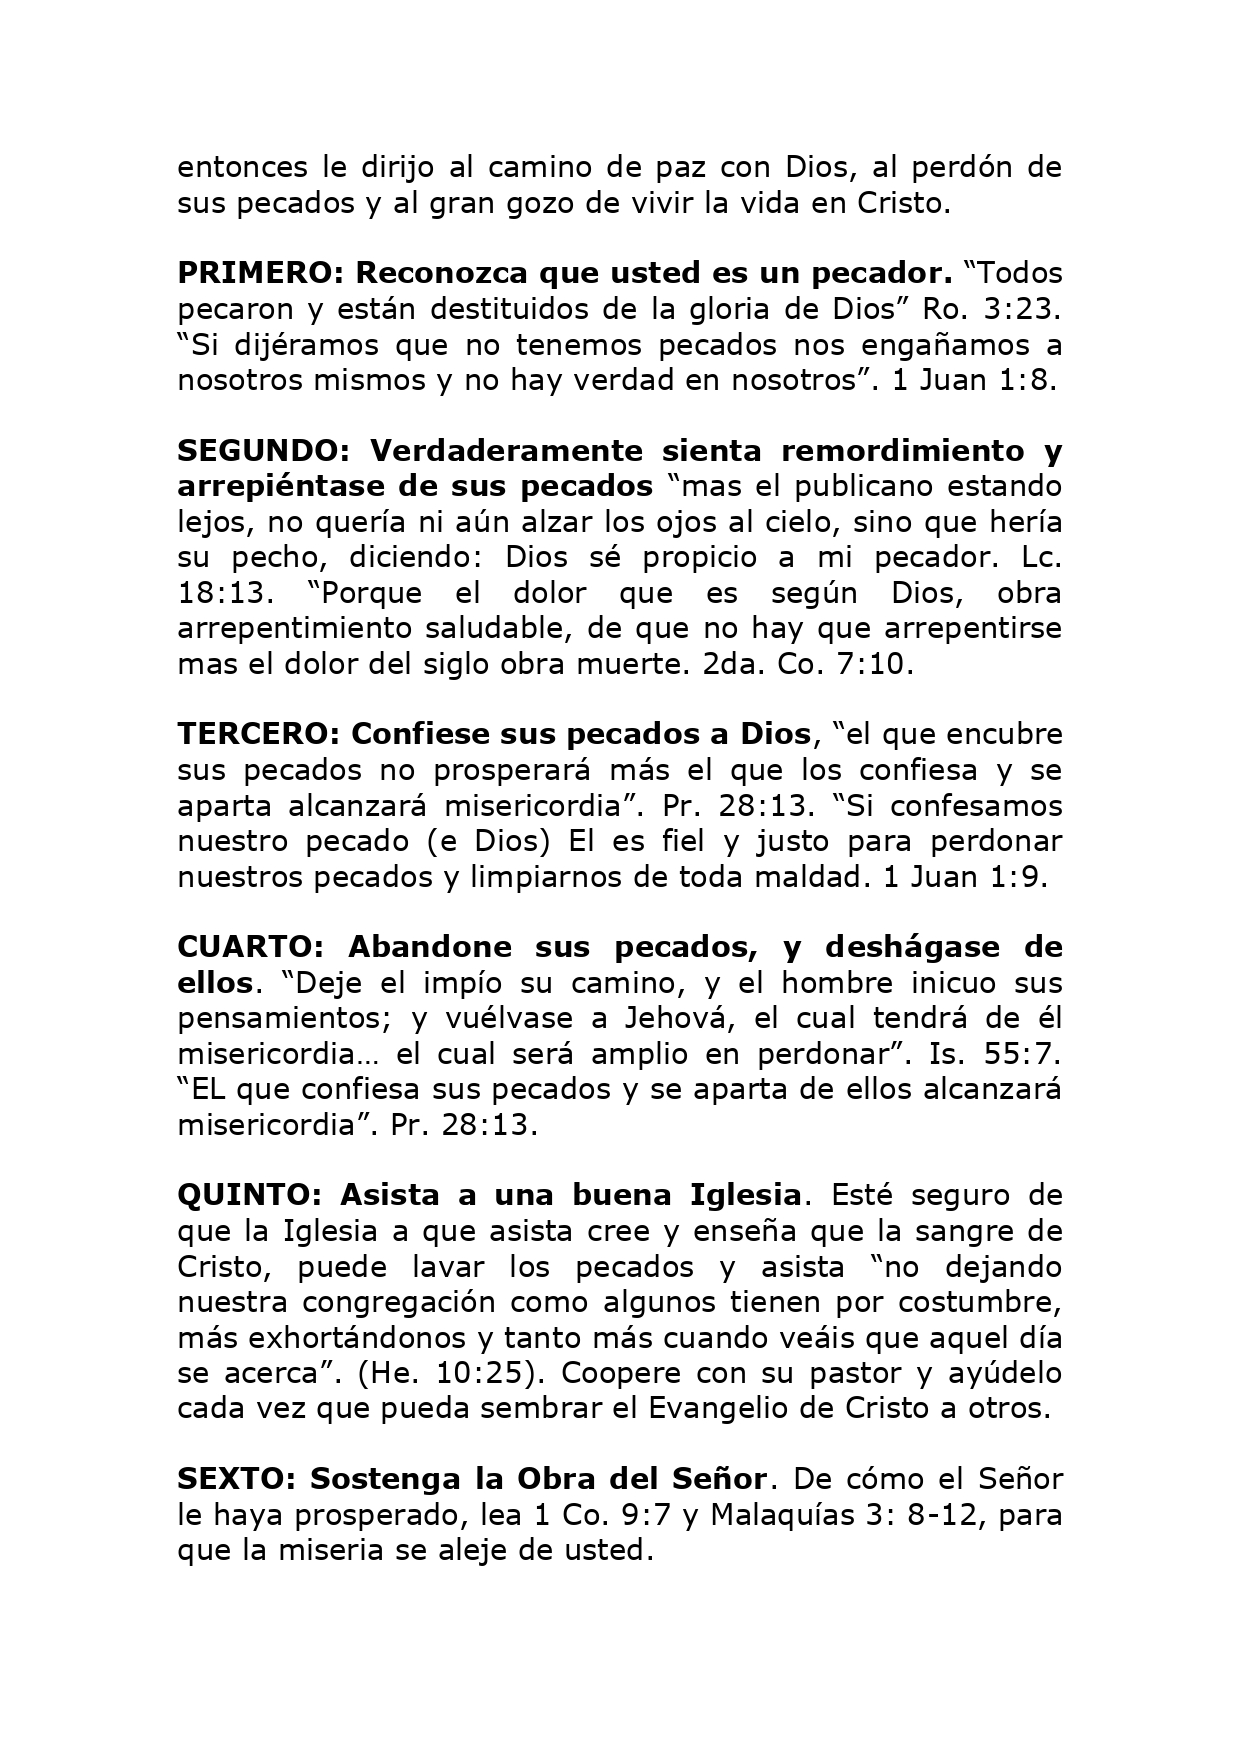 entonces le dirijo al camino de paz con Dios, al perdón de
sus pecados y al gran gozo de vivir la vida en Cristo.
PRIMERO: Reconozca que usted es un pecador. “Todos
pecaron y están destituidos de la gloria de Dios” Ro. 3:23.
“Si dijéramos que no tenemos pecados nos engañamos a
nosotros mismos y no hay verdad en nosotros”. 1 Juan 1:8.
SEGUNDO: Verdaderamente sienta remordimiento y
arrepiéntase de sus pecados “mas el publicano estando
lejos, no quería ni aún alzar los ojos al cielo, sino que hería
su pecho, diciendo: Dios sé propicio a mi pecador. Lc.
18:13. “Porque el dolor que es según Dios, obra
arrepentimiento saludable, de que no hay que arrepentirse
mas el dolor del siglo obra muerte. 2da. Co. 7:10.
TERCERO: Confiese sus pecados a Dios, “el que encubre
sus pecados no prosperará más el que los confiesa y se
aparta alcanzará misericordia”. Pr. 28:13. “Si confesamos
nuestro pecado (e Dios) El es fiel y justo para perdonar
nuestros pecados y limpiarnos de toda maldad. 1 Juan 1:9.
CUARTO: Abandone sus pecados, y deshágase de
ellos. “Deje el impío su camino, y el hombre inicuo sus
pensamientos; y vuélvase a Jehová, el cual tendrá de él
misericordia… el cual será amplio en perdonar”. Is. 55:7.
“EL que confiesa sus pecados y se aparta de ellos alcanzará
misericordia”. Pr. 28:13.
QUINTO: Asista a una buena Iglesia. Esté seguro de
que la Iglesia a que asista cree y enseña que la sangre de
Cristo, puede lavar los pecados y asista “no dejando
nuestra congregación como algunos tienen por costumbre,
más exhortándonos y tanto más cuando veáis que aquel día
se acerca”. (He. 10:25). Coopere con su pastor y ayúdelo
cada vez que pueda sembrar el Evangelio de Cristo a otros.
SEXTO: Sostenga la Obra del Señor. De cómo el Señor
le haya prosperado, lea 1 Co. 9:7 y Malaquías 3: 8-12, para
que la miseria se aleje de usted.